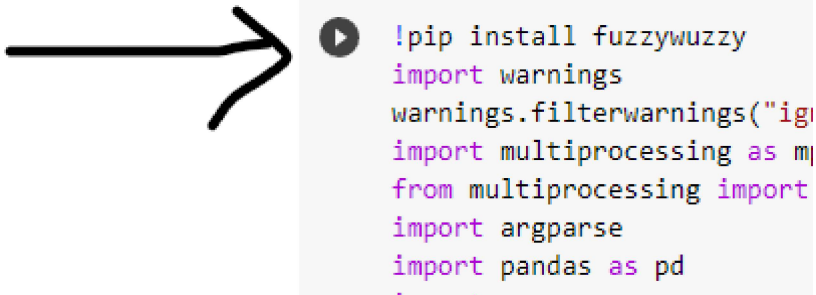 !pip install fuzzywuzzy
import warnings
warnings.filterwarnings("ig
import multiprocessing as m
from multiprocessing import
import argparse
import pandas as pd